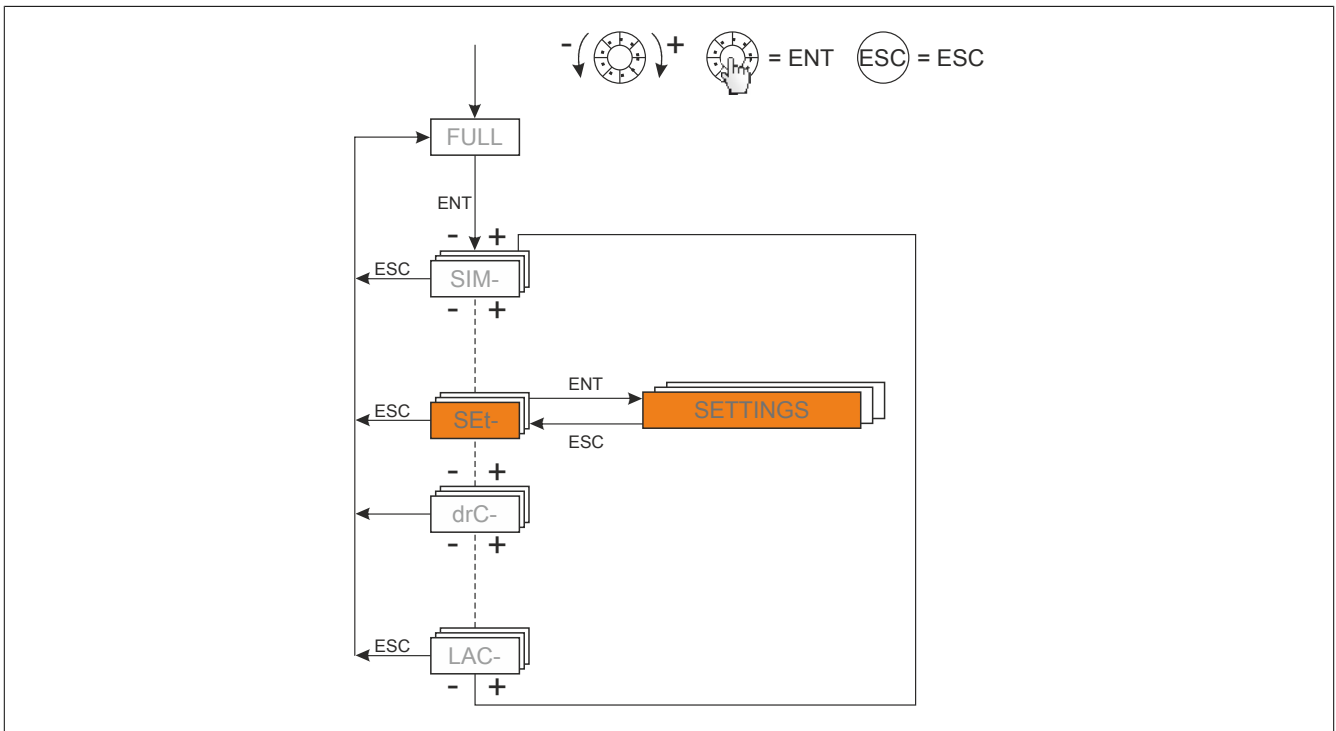 - + = ENT ESC = ESC
FULL
ENT
- +
ESC SIM-
- +
ENT
ESC SEt- SETTINGS
ESC
- +
drC-
- +
ESC LAC-
- +